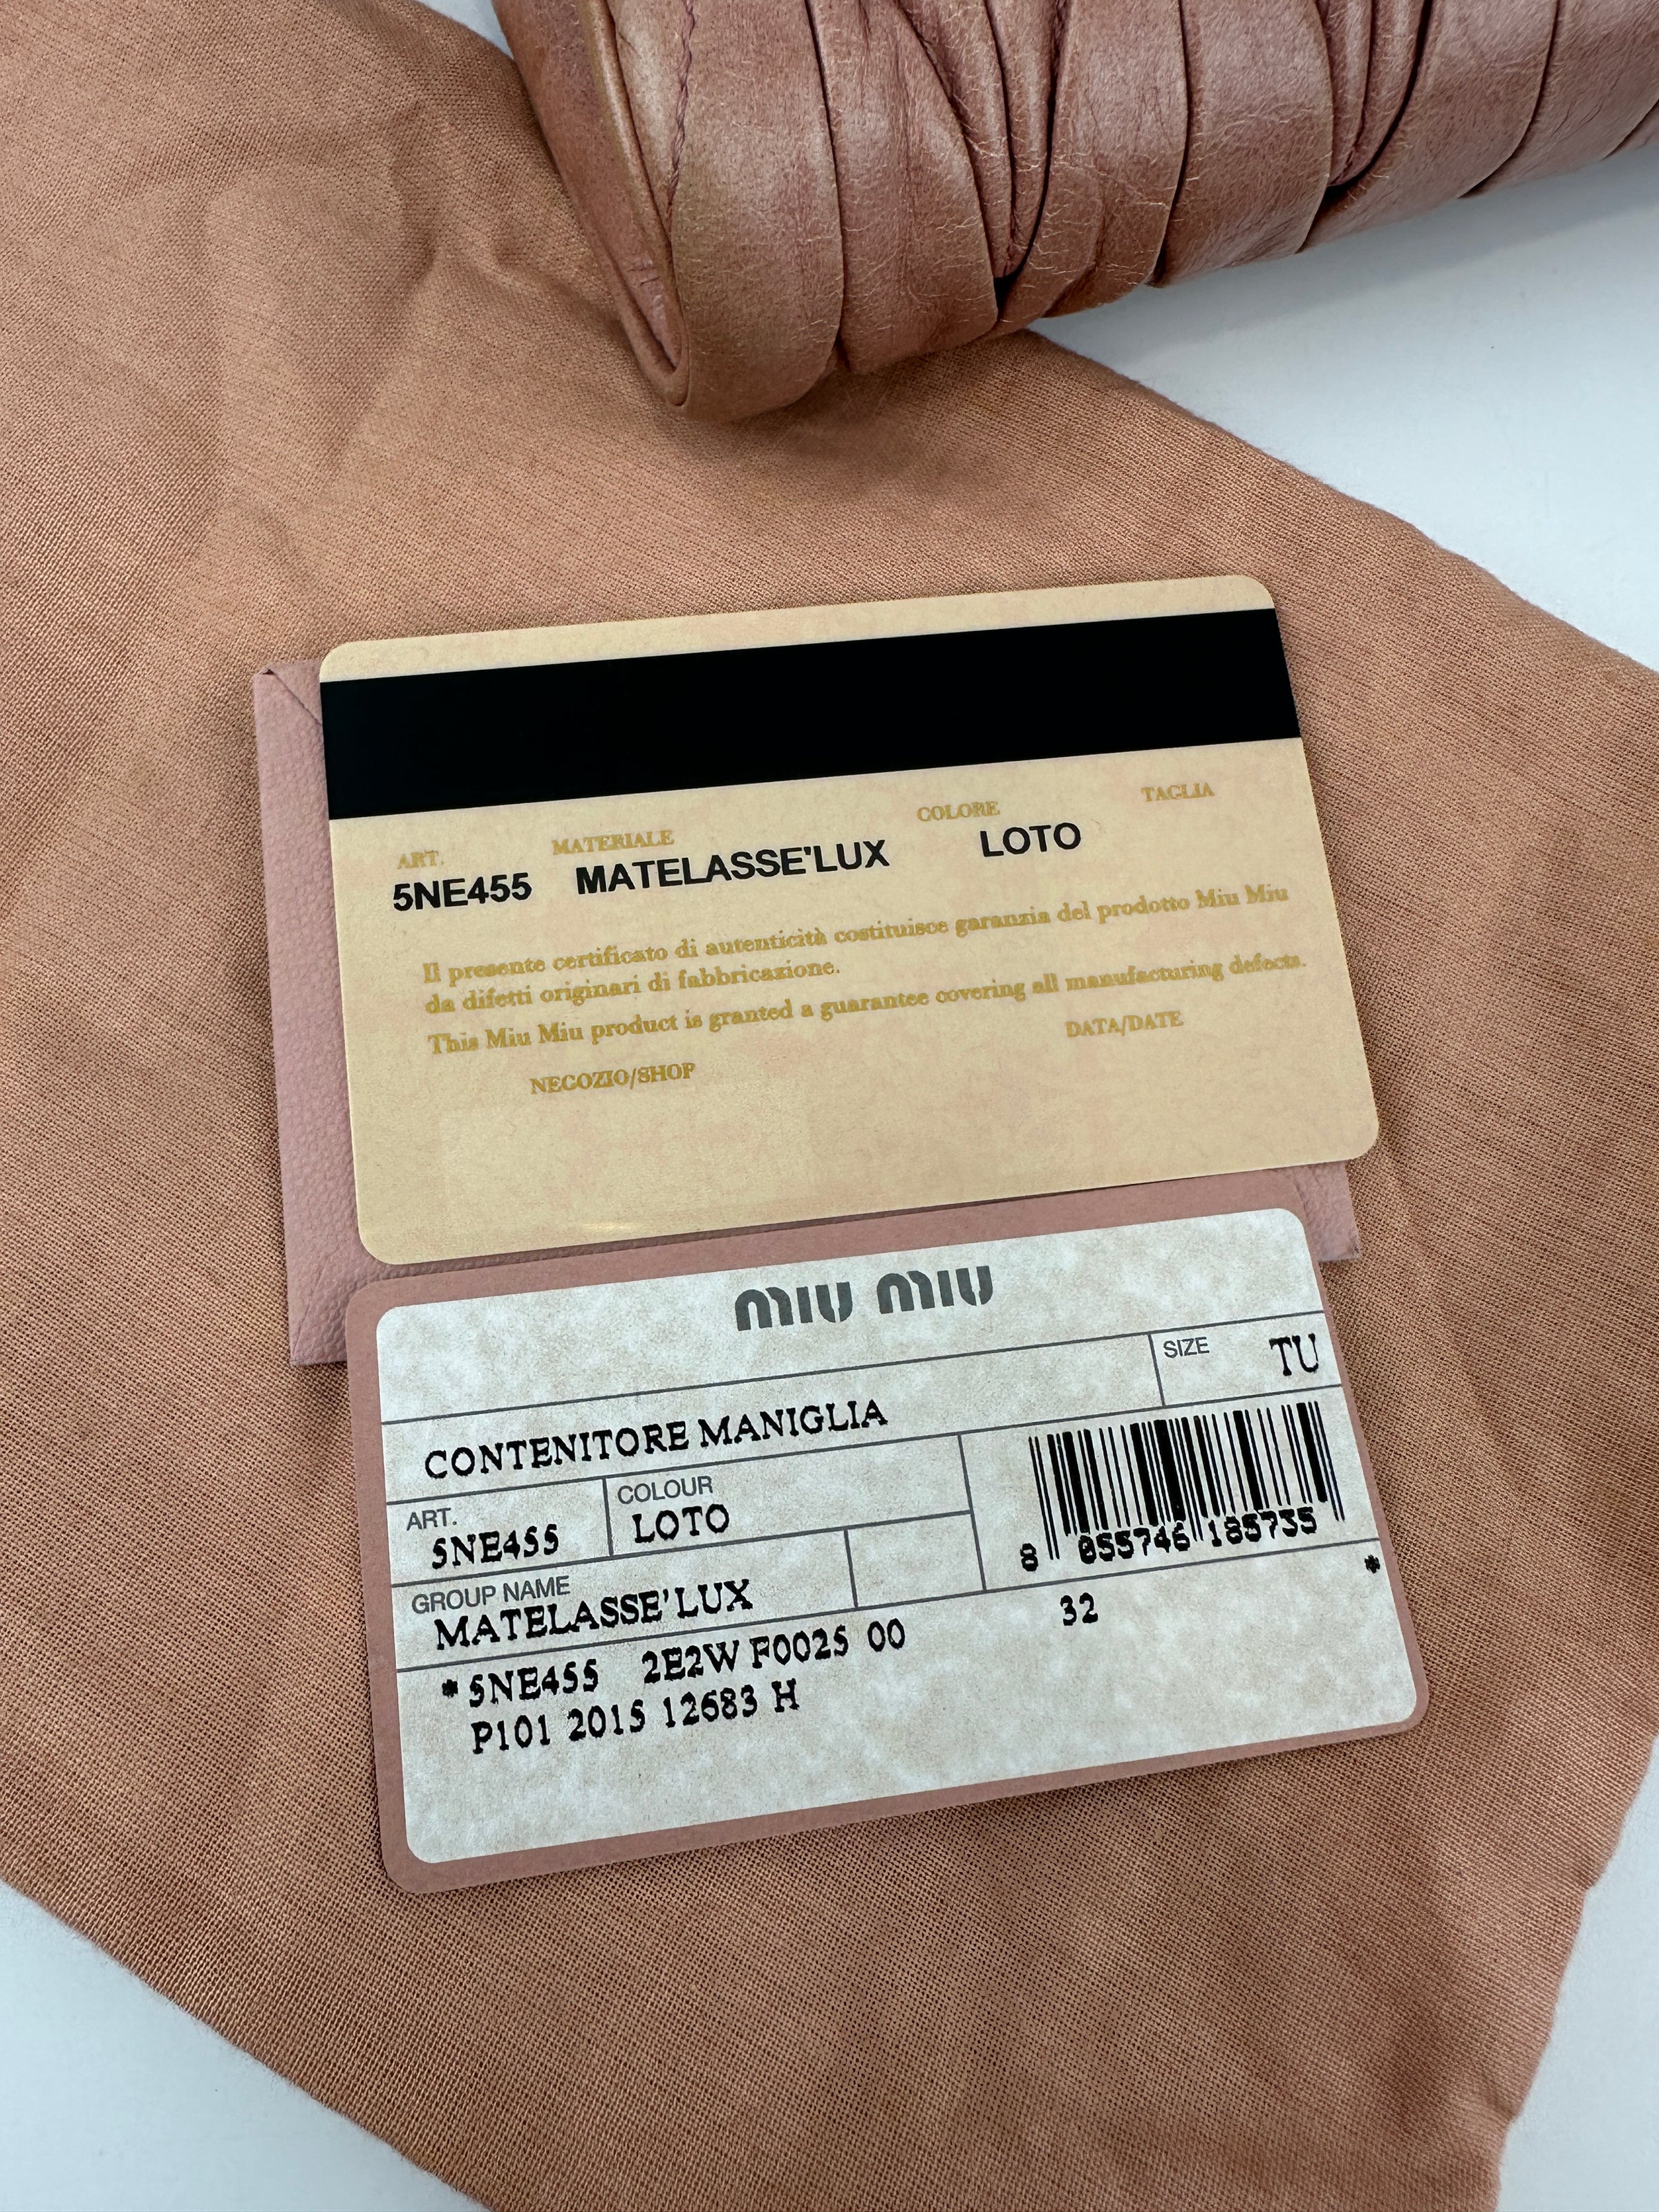 ART. MATERIALE COLORE TAGLIA
5NE455 MATELASSE'LUX LOTO
Il presente certificato di autenticità costituisce garanzia del prodotto Miu Miu
da difetti originari di fabbricazione.
This Miu Miu product is granted a guarantee covering all manufacturing defects.
NEGOZIO/SHOP DATA/DATE
MIU MIU
SIZE TU
CONTENITORE MANIGLIA
ART. COLOUR
5NE455 LOTO
8 055746 185735
GROUP NAME
MATELASSE'LUX
*5NE455 2E2W F0025 00 32 *
P101 2015 12683 H